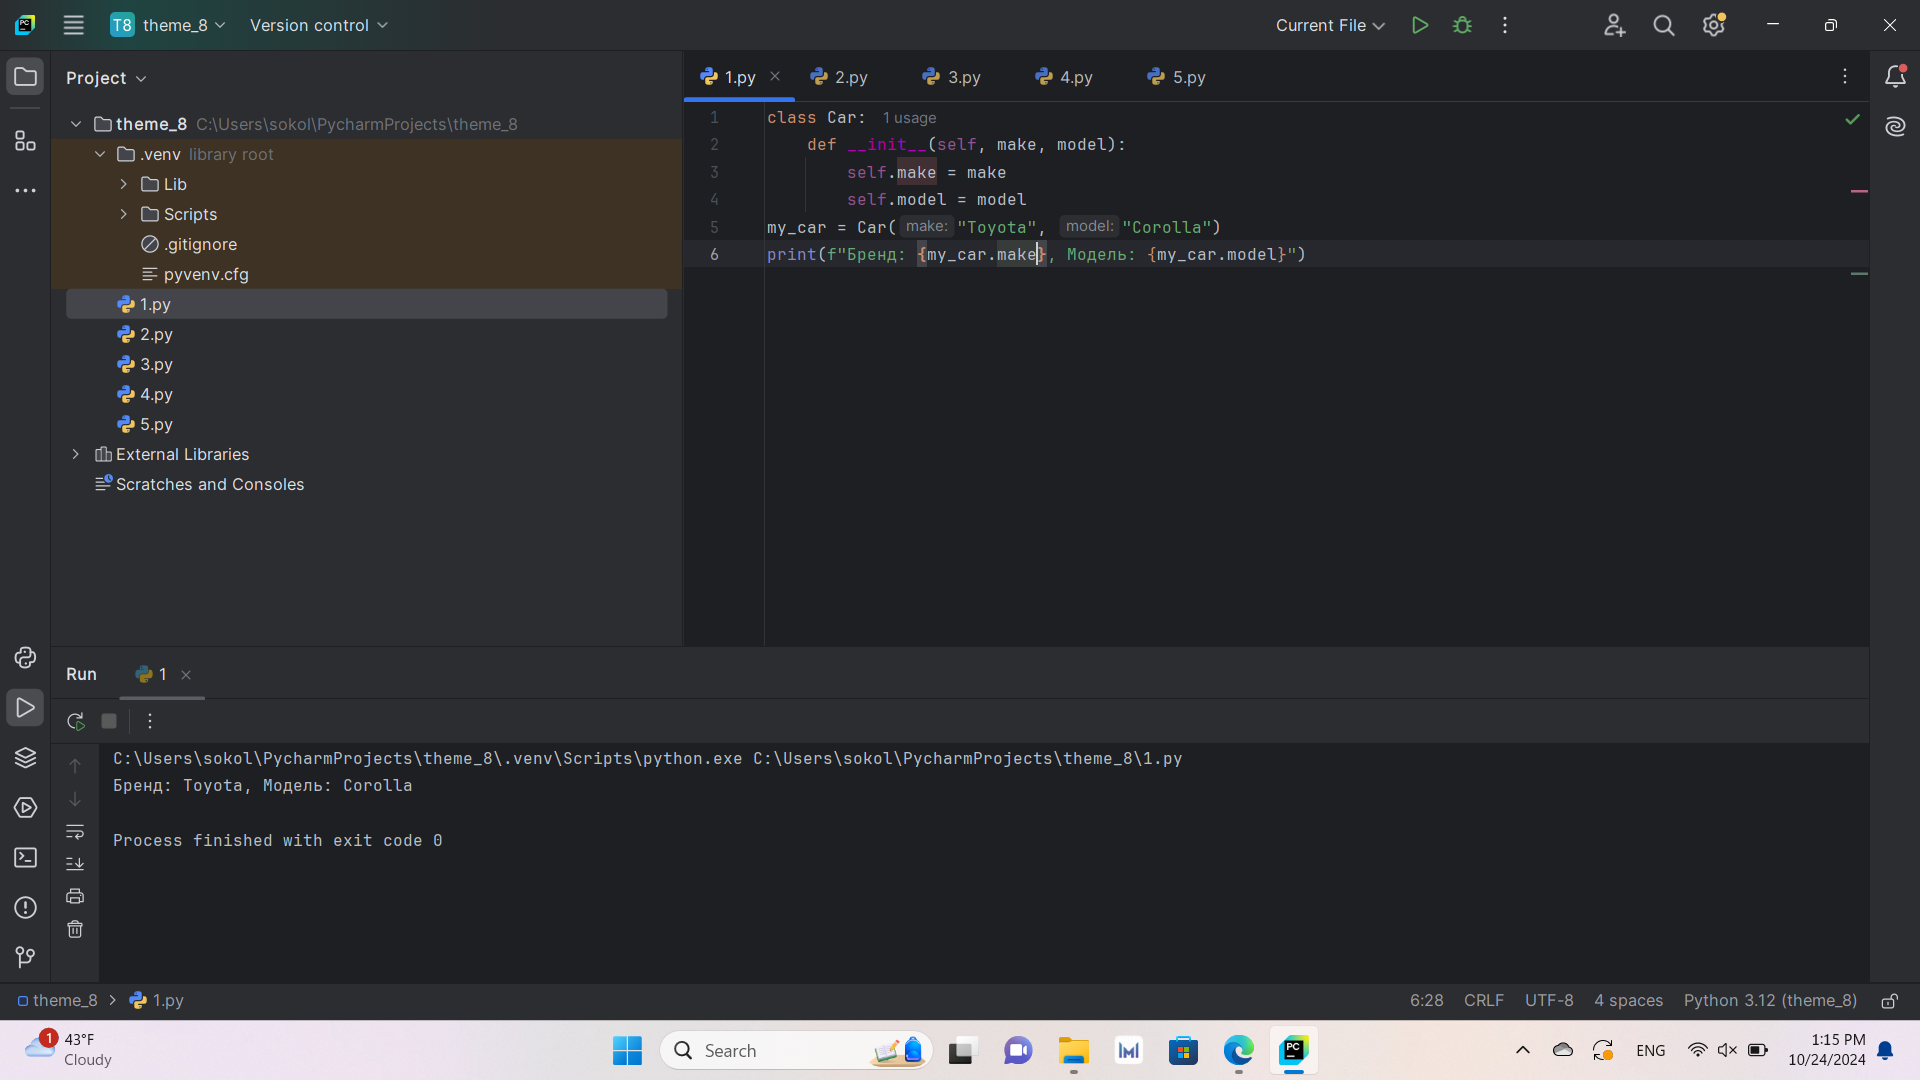 T8 theme_8 Version control Current File
Project
1.py 2.py 3.py 4.py 5.py
theme_8 C:\Users\sokol\PycharmProjects\theme_8
.venv library root
Lib
Scripts
.gitignore
pyvenv.cfg
1.py
2.py
3.py
4.py
5.py
External Libraries
Scratches and Consoles
1 class Car: 1 usage
2 def __init__(self, make, model):
3 self.make = make
4 self.model = model
5 my_car = Car( make: "Toyota", model: "Corolla")
6 print(f"Бренд: {my_car.make}, Модель: {my_car.model}")
Run 1
C:\Users\sokol\PycharmProjects\theme_8\.venv\Scripts\python.exe C:\Users\sokol\PycharmProjects\theme_8\1.py
Бренд: Toyota, Модель: Corolla
Process finished with exit code 0
theme_8 1.py 6:28 CRLF UTF-8 4 spaces Python 3.12 (theme_8)
1 43°F
Cloudy
Search
PC
ENG
1:15 PM
10/24/2024